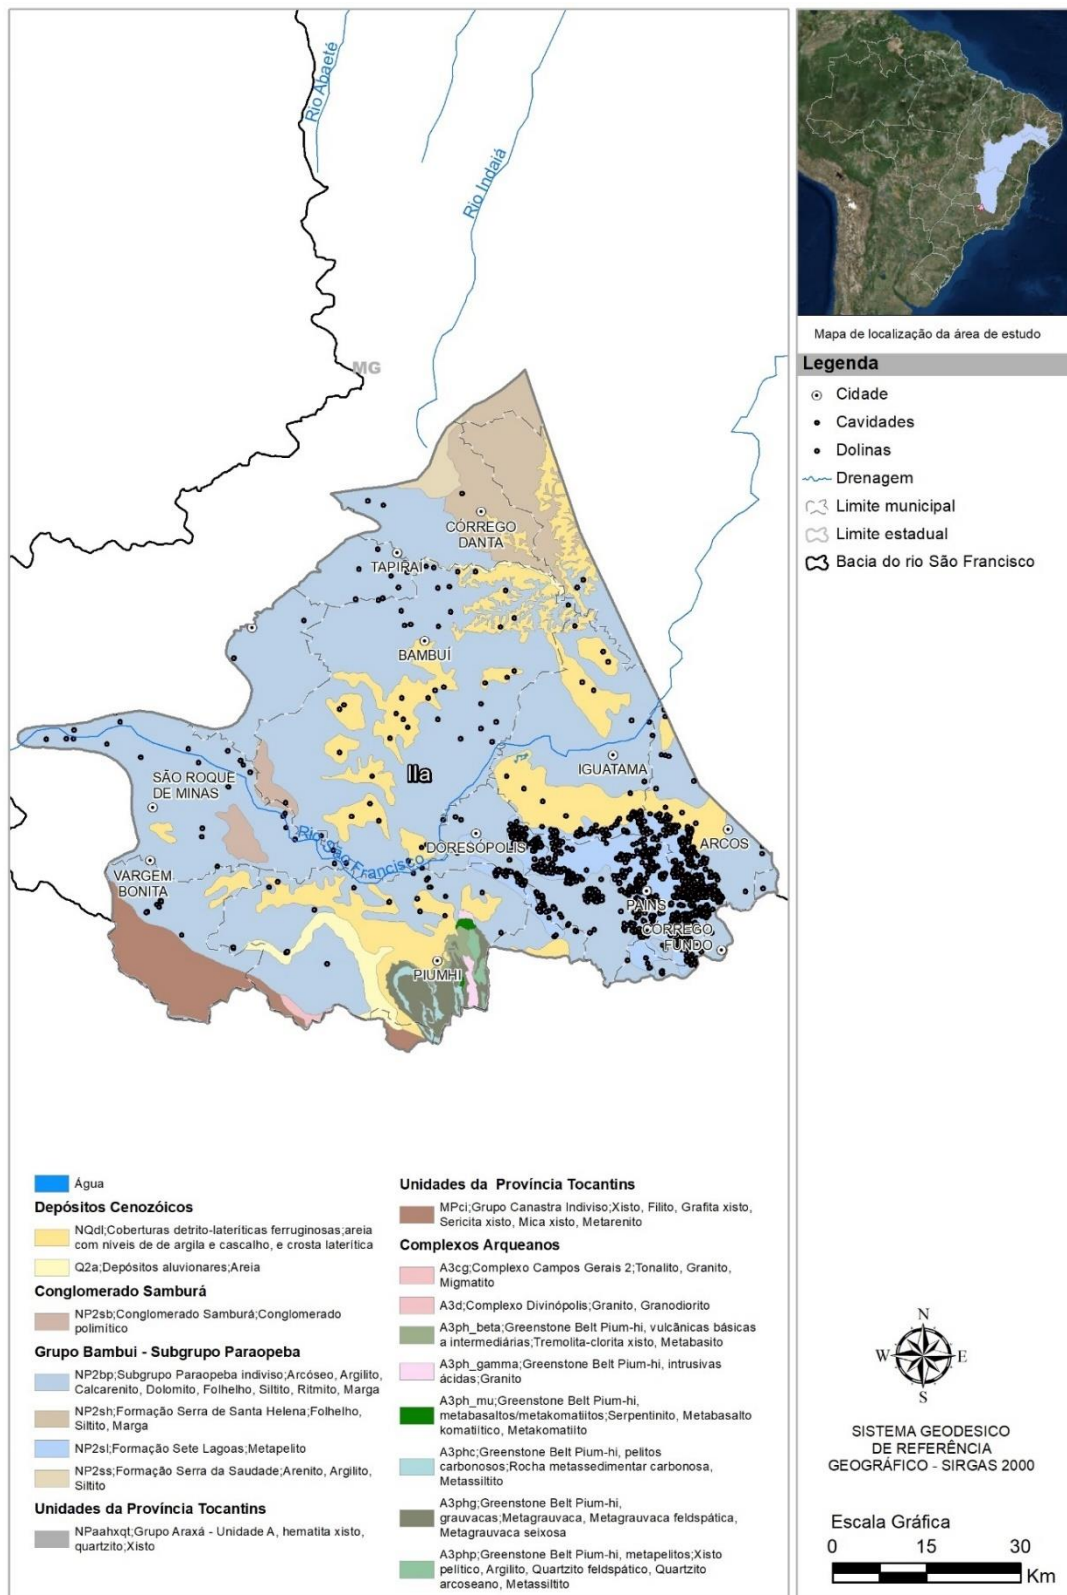 Rio Abaeté
Rio Indaiá
MG
CÓRREGO
DANTA
TAPIRAÍ
BAMBUÍ
IIa
SÃO ROQUE
DE MINAS
IGUATAMA
Rio São Francisco
DORESÓPOLIS
ARCOS
VARGEM
BONITA
PAINS
CÓRREGO
FUNDO
PIUMHI
Mapa de localização da área de estudo
Legenda
Cidade
Cavidades
Dolinas
Drenagem
Limite municipal
Limite estadual
Bacia do rio São Francisco
Água
Depósitos Cenozóicos
NQdl;Coberturas detrito-lateríticas ferruginosas;areia
com níveis de de argila e cascalho, e crosta laterítica
Q2a;Depósitos aluvionares;Areia
Conglomerado Samburá
NP2sb;Conglomerado Samburá;Conglomerado
polimítico
Grupo Bambui - Subgrupo Paraopeba
NP2bp;Subgrupo Paraopeba indiviso;Arcóseo, Argilito,
Calcarenito, Dolomito, Folhelho, Siltito, Ritmito, Marga
NP2sh;Formação Serra de Santa Helena;Folhelho,
Siltito, Marga
NP2sl;Formação Sete Lagoas;Metapelito
NP2ss;Formação Serra da Saudade;Arenito, Argilito,
Siltito
Unidades da Província Tocantins
NPaahxqt;Grupo Araxá - Unidade A, hematita xisto,
quartzito;Xisto
Unidades da Província Tocantins
MPci;Grupo Canastra Indiviso;Xisto, Filito, Grafita xisto,
Sericita xisto, Mica xisto, Metarenito
Complexos Arqueanos
A3cg;Complexo Campos Gerais 2;Tonalito, Granito,
Migmatito
A3d;Complexo Divinópolis;Granito, Granodiorito
A3ph_beta;Greenstone Belt Pium-hi, vulcãnicas básicas
a intermediárias;Tremolita-clorita xisto, Metabasito
A3ph_gamma;Greenstone Belt Pium-hi, intrusivas
ácidas;Granito
A3ph_mu;Greenstone Belt Pium-hi,
metabasaltos/metakomatiitos;Serpentinito, Metabasalto
komatiítico, Metakomatiito
A3phc;Greenstone Belt Pium-hi, pelitos
carbonosos;Rocha metassedimentar carbonosa,
Metassiltito
A3phg;Greenstone Belt Pium-hi,
grauvacas;Metagrauvaca, Metagrauvaca feldspática,
Metagrauvaca seixosa
A3php;Greenstone Belt Pium-hi, metapelitos;Xisto
pelítico, Argilito, Quartzito feldspático, Quartzito
arcoseano, Metassiltito
N
W E
S
SISTEMA GEODESICO
DE REFERÊNCIA
GEOGRÁFICO - SIRGAS 2000
Escala Gráfica
0 15 30
Km